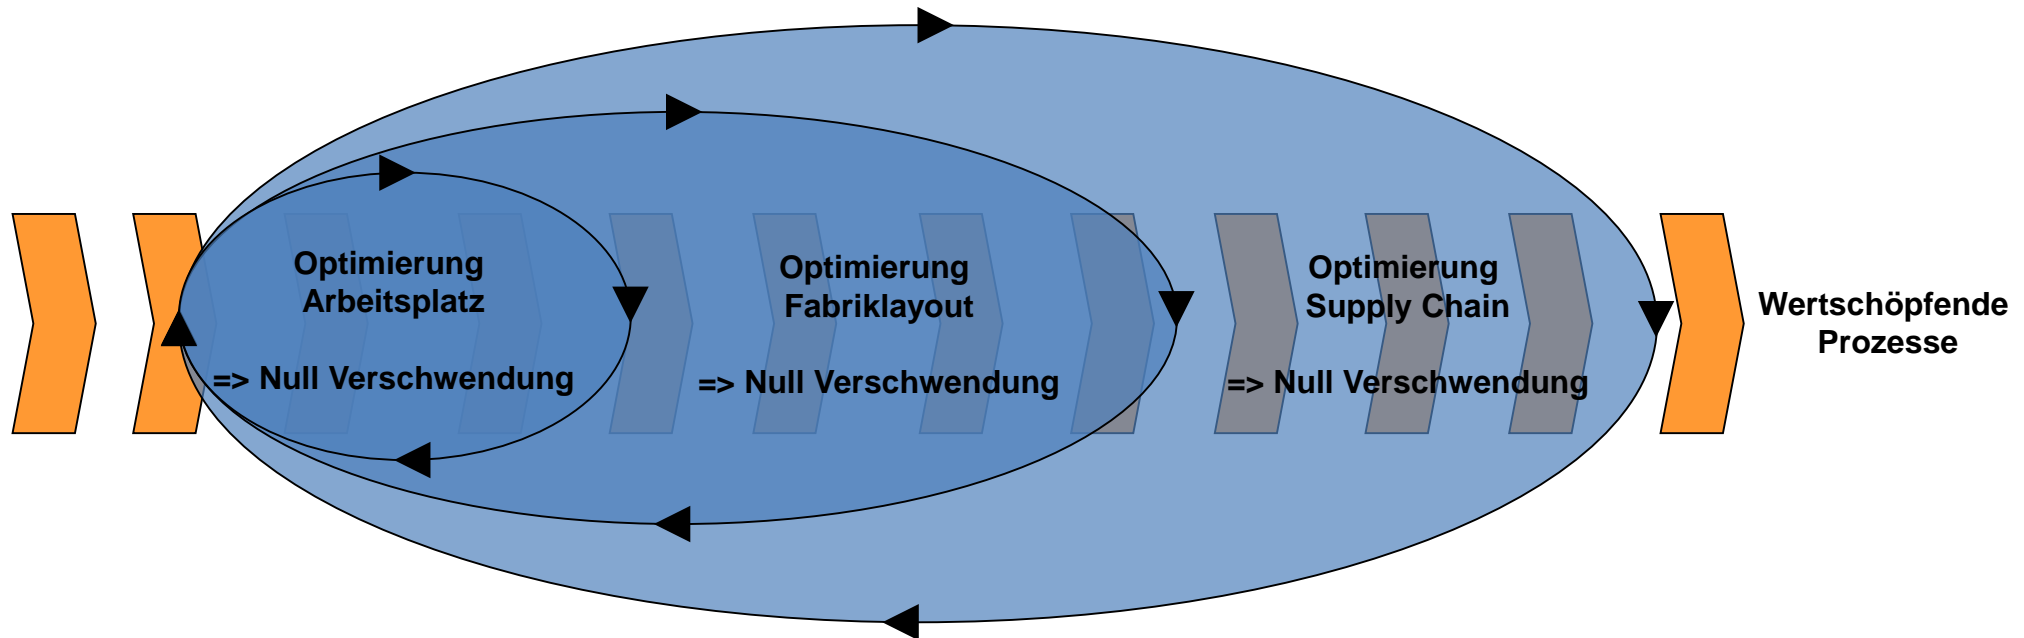 Optimierung
Arbeitsplatz
=> Null Verschwendung
Optimierung
Fabriklayout
=> Null Verschwendung
Optimierung
Supply Chain
=> Null Verschwendung
Wertschöpfende
Prozesse